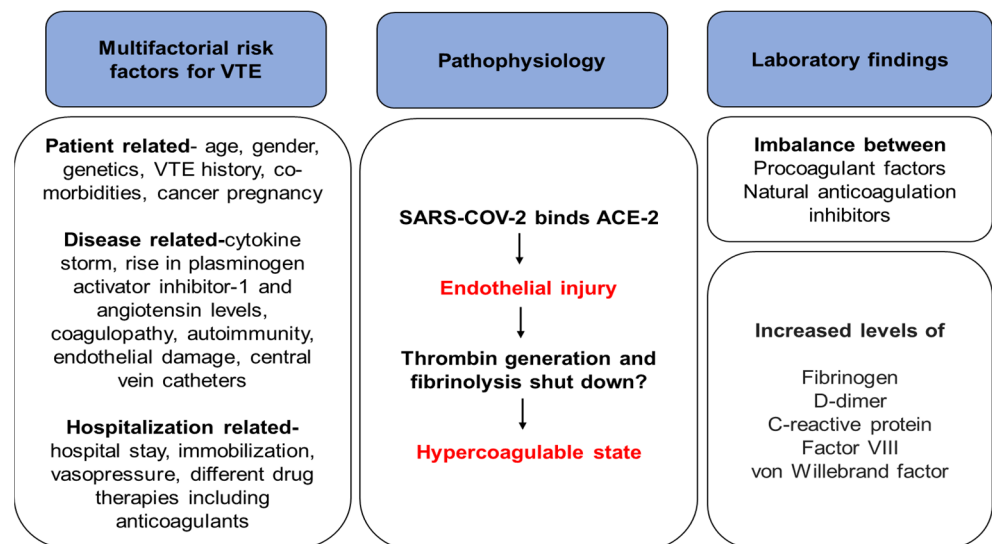 Multifactorial risk
factors for VTE
Patient related- age, gender,
genetics, VTE history, co-
morbidities, cancer pregnancy
Disease related-cytokine
storm, rise in plasminogen
activator inhibitor-1 and
angiotensin levels,
coagulopathy, autoimmunity,
endothelial damage, central
vein catheters
Hospitalization related-
hospital stay, immobilization,
vasopressure, different drug
therapies including
anticoagulants
Pathophysiology
SARS-COV-2 binds ACE-2
Endothelial injury
Thrombin generation and
fibrinolysis shut down?
Hypercoagulable state
Laboratory findings
Imbalance between
Procoagulant factors
Natural anticoagulation
inhibitors
Increased levels of
Fibrinogen
D-dimer
C-reactive protein
Factor VIII
von Willebrand factor